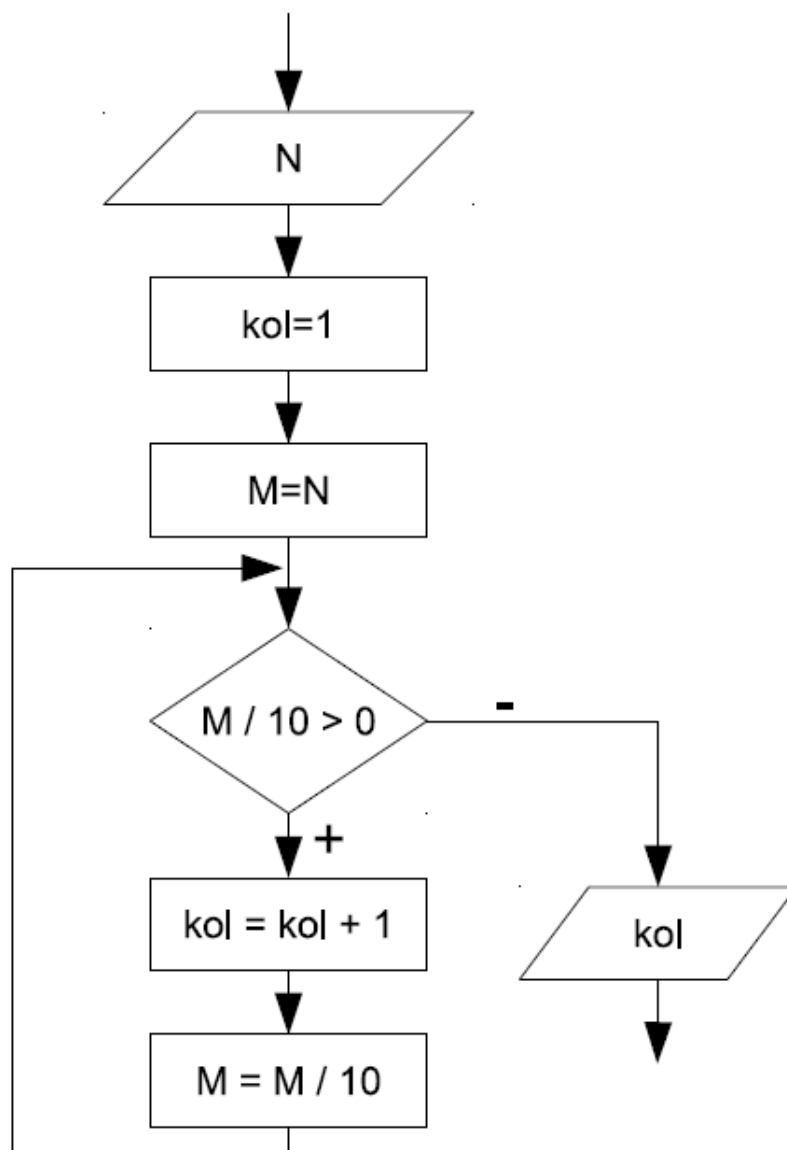 N
kol=1
M=N
M / 10 > 0
-
+
kol = kol + 1
kol
M = M / 10